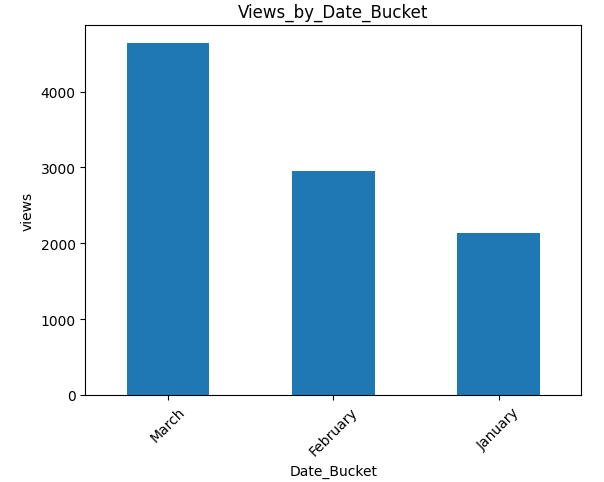 Views_by_Date_Bucket
views
4000
3000
2000
1000
0
March
February
January
Date_Bucket